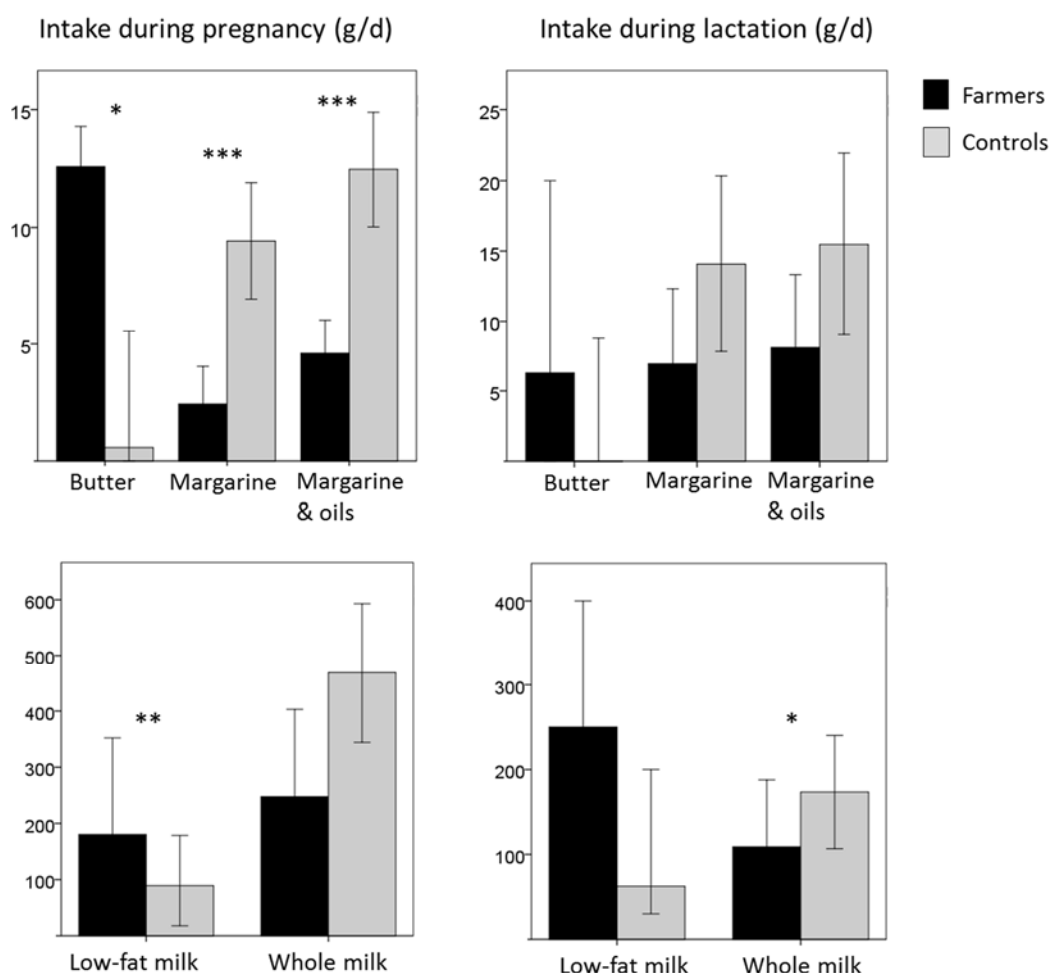 Intake during pregnancy (g/d)
Intake during lactation (g/d)
Farmers
Controls
15
10
5
*
***
***
Butter
Margarine
Margarine
& oils
25
20
15
10
5
Butter
Margarine
Margarine
& oils
600
500
400
300
200
100
**
Low-fat milk
Whole milk
400
300
200
100
*
Low-fat milk
Whole milk